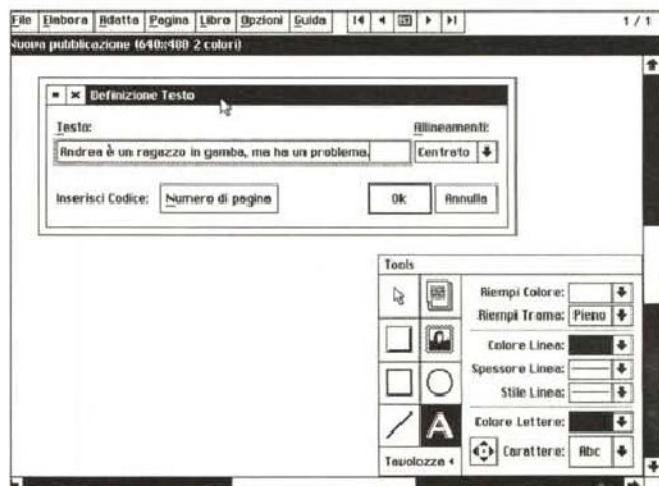 File Elabora Adatta Pagina Libro Opzioni Guida 1 / 1
Nuova pubblicazione (640x480 2 colori)
Definizione Testo
Testo: Allineamenti:
Andrea è un ragazzo in gamba, ma ha un problema. Centrato
Inserisci Codice: Numero di pagina Ok Annulla
Tools
Riempi Colore:
Riempi Trama: Pieno
Colore Linea:
Spessore Linea:
Stile Linea:
A Colore Lettere:
Carattere: Abc
Tavolozza